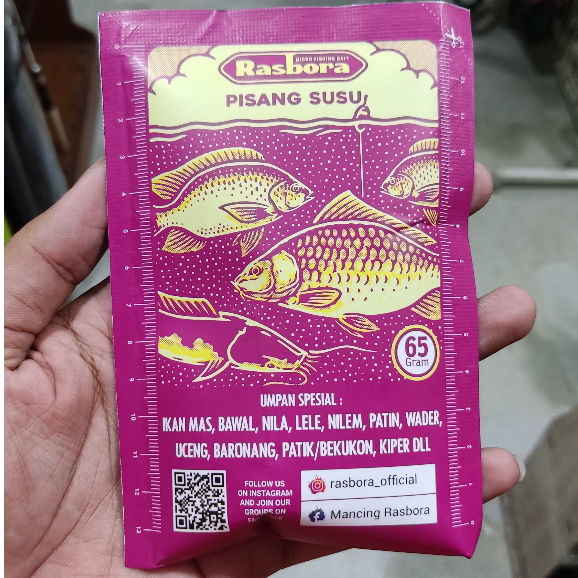 MICRO FISHING BAIT
Rasbora
PISANG SUSU
65
Gram
UMPAN SPESIAL :
IKAN MAS, BAWAL, NILA, LELE, NILEM, PATIN, WADER,
UCENG, BARONANG, PATIK/BEKUKON, KIPER DLL
FOLLOW US
ON INSTAGRAM
AND JOIN OUR
GROUPS ON
rasbora_official
Mancing Rasbora